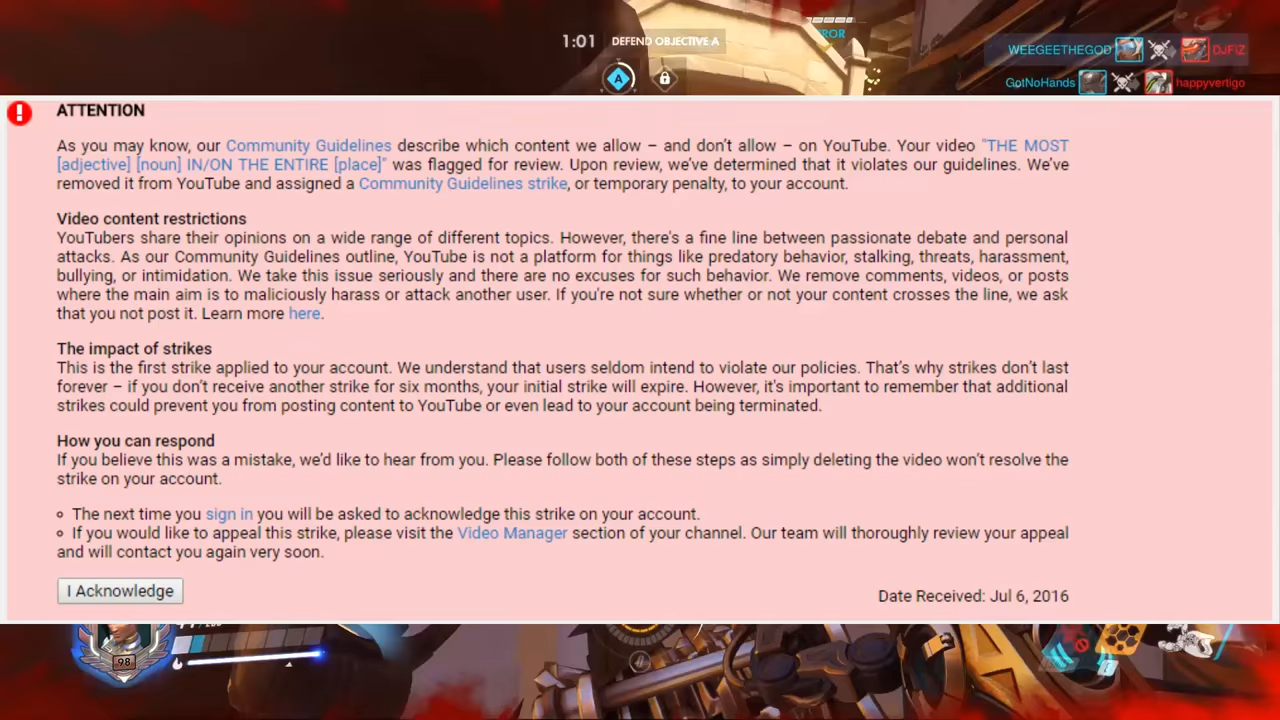 1:01 DEFEND OBJECTIVE A
WEEGEETHEGOD DJFIZ
A
GotNoHands happyvertigo
ATTENTION
As you may know, our Community Guidelines describe which content we allow – and don't allow – on YouTube. Your video "THE MOST
[adjective] [noun] IN/ON THE ENTIRE [place]" was flagged for review. Upon review, we've determined that it violates our guidelines. We've
removed it from YouTube and assigned a Community Guidelines strike, or temporary penalty, to your account.
Video content restrictions
YouTubers share their opinions on a wide range of different topics. However, there's a fine line between passionate debate and personal
attacks. As our Community Guidelines outline, YouTube is not a platform for things like predatory behavior, stalking, threats, harassment,
bullying, or intimidation. We take this issue seriously and there are no excuses for such behavior. We remove comments, videos, or posts
where the main aim is to maliciously harass or attack another user. If you're not sure whether or not your content crosses the line, we ask
that you not post it. Learn more here.
The impact of strikes
This is the first strike applied to your account. We understand that users seldom intend to violate our policies. That's why strikes don't last
forever – if you don't receive another strike for six months, your initial strike will expire. However, it's important to remember that additional
strikes could prevent you from posting content to YouTube or even lead to your account being terminated.
How you can respond
If you believe this was a mistake, we'd like to hear from you. Please follow both of these steps as simply deleting the video won't resolve the
strike on your account.
∘ The next time you sign in you will be asked to acknowledge this strike on your account.
∘ If you would like to appeal this strike, please visit the Video Manager section of your channel. Our team will thoroughly review your appeal
and will contact you again very soon.
I Acknowledge
Date Received: Jul 6, 2016
98